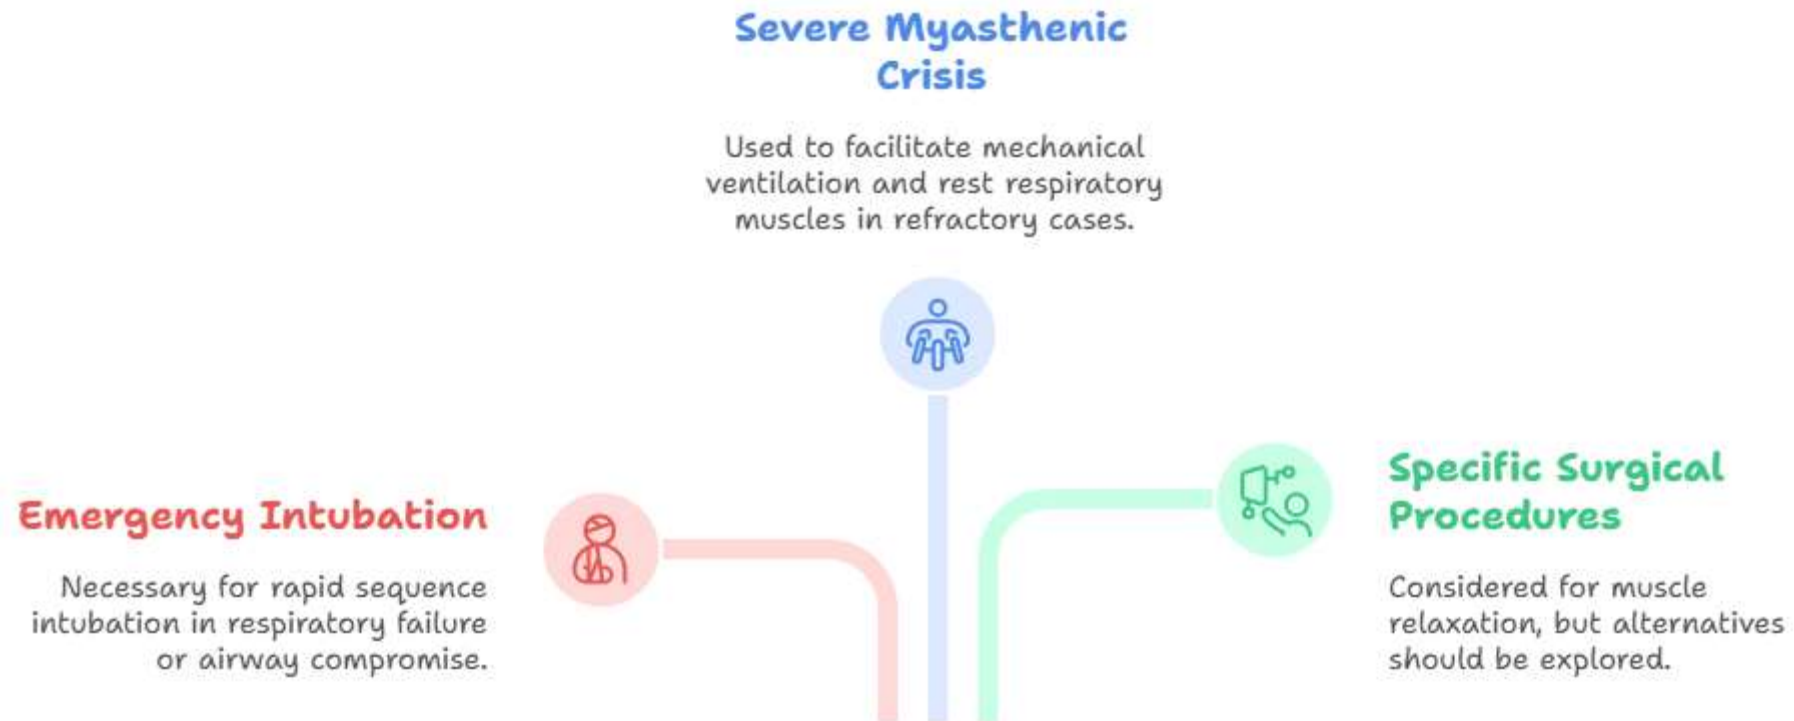 Severe Myasthenic
Crisis
Used to facilitate mechanical
ventilation and rest respiratory
muscles in refractory cases.
Emergency Intubation
Necessary for rapid sequence
intubation in respiratory failure
or airway compromise.
Specific Surgical
Procedures
Considered for muscle
relaxation, but alternatives
should be explored.